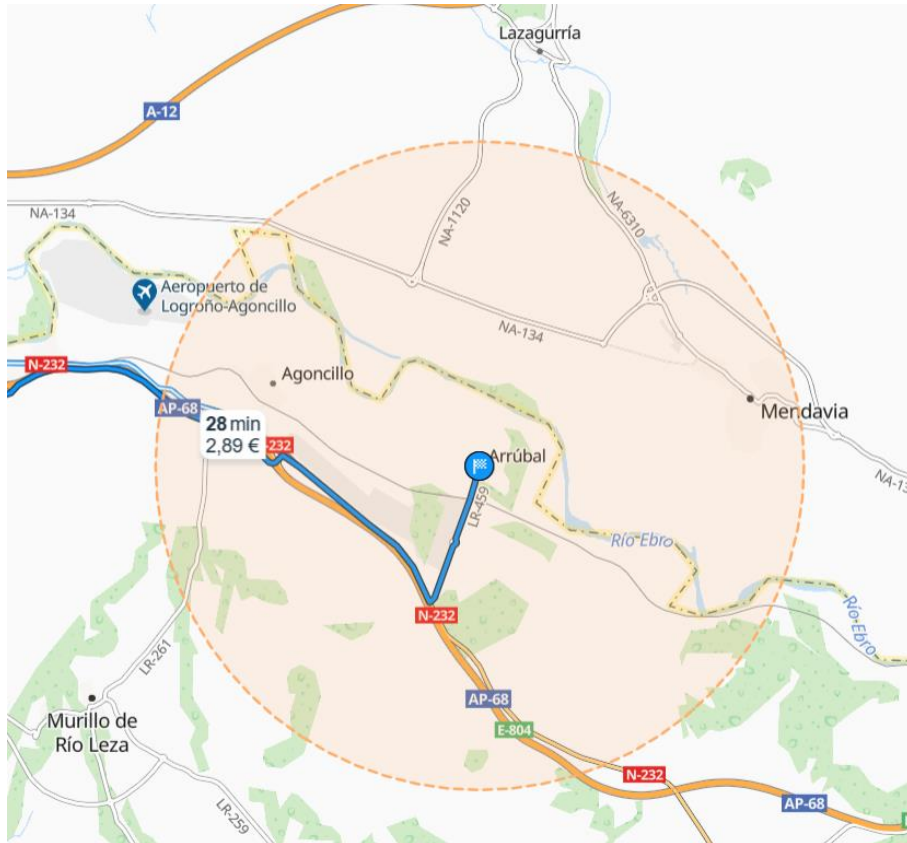 Lazagurría
A-12
NA-134
NA-1120
NA-6310
Aeropuerto de
Logroño-Agoncillo
NA-134
N-232
Agoncillo
Mendavia
AP-68
28 min
2,89 €
-232
Arrúbal
NA-13
LR-459
Río Ebro
Río Ebro
N-232
LR-261
AP-68
Murillo de
Río Leza
E-804
N-232
AP-68
LR-259